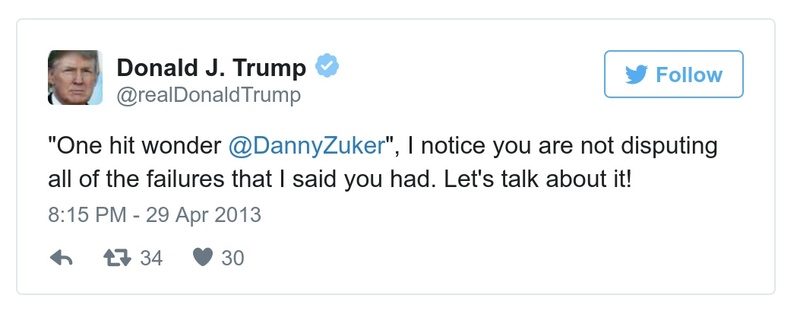 Donald J. Trump
@realDonaldTrump
Follow
"One hit wonder @DannyZuker", I notice you are not disputing
all of the failures that I said you had. Let's talk about it!
8:15 PM - 29 Apr 2013
34 30